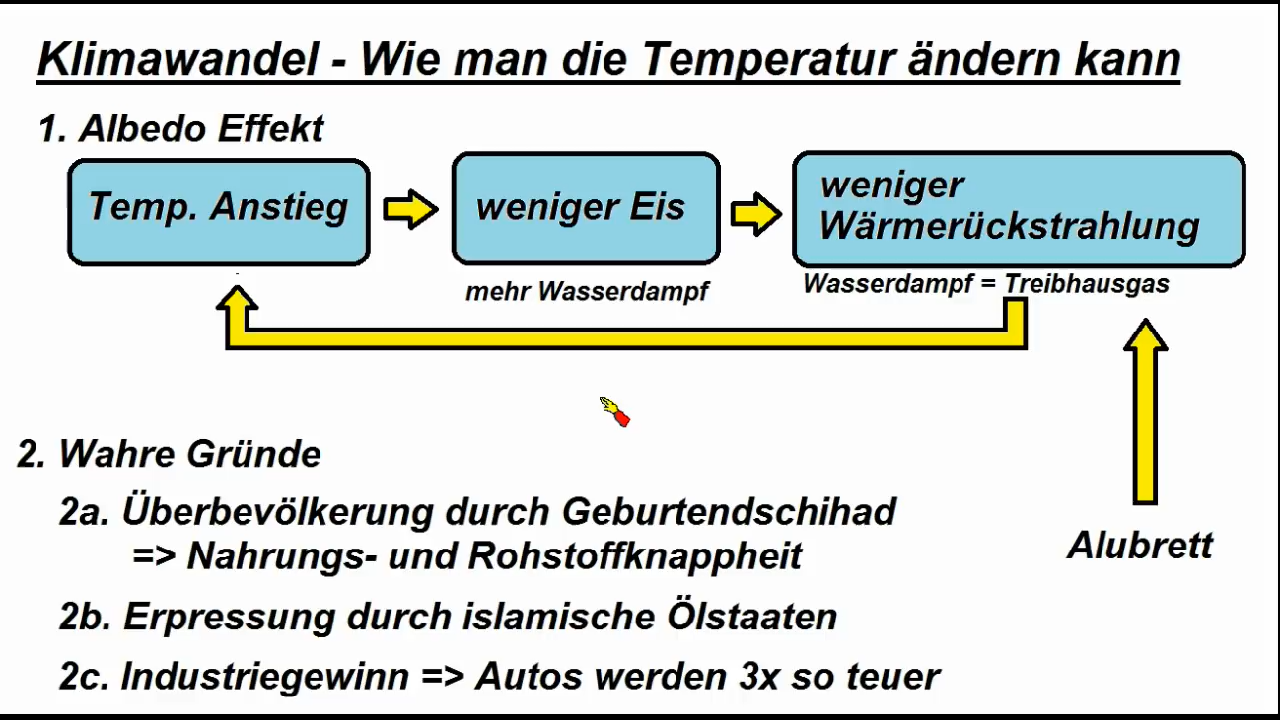 Klimawandel - Wie man die Temperatur ändern kann
1. Albedo Effekt
Temp. Anstieg
weniger Eis
weniger
Wärmerückstrahlung
mehr Wasserdampf
Wasserdampf = Treibhausgas
Alubrett
2. Wahre Gründe
2a. Überbevölkerung durch Geburtendschihad
=> Nahrungs- und Rohstoffknappheit
2b. Erpressung durch islamische Ölstaaten
2c. Industriegewinn => Autos werden 3x so teuer